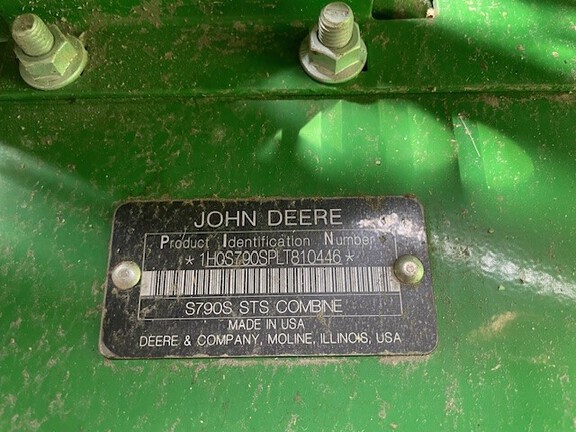 JOHN DEERE
Product Identification Number
*1H0S790SPLT810446*
S790S STS COMBINE
MADE IN USA
DEERE & COMPANY, MOLINE, ILLINOIS, USA